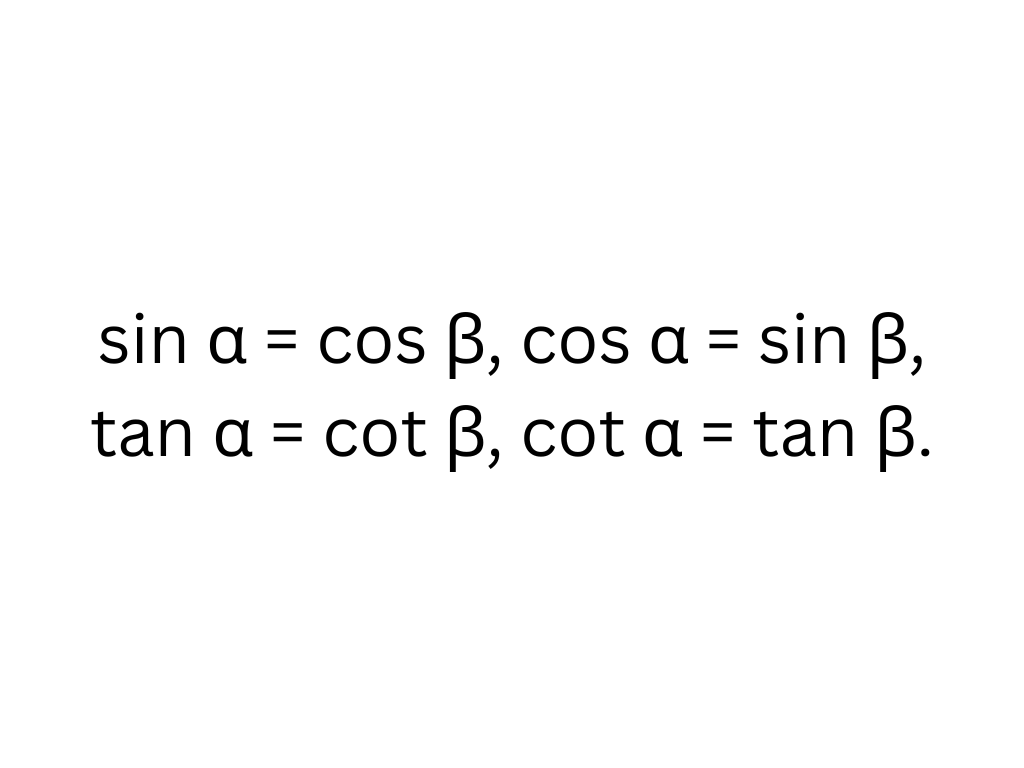 sin α = cos β, cos α = sin β,
tan α = cot β, cot α = tan β.